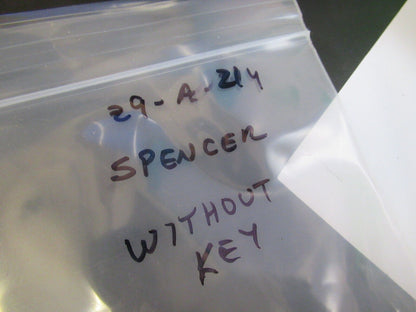 29-A-214
SPENCER
WITHOUT
KEY